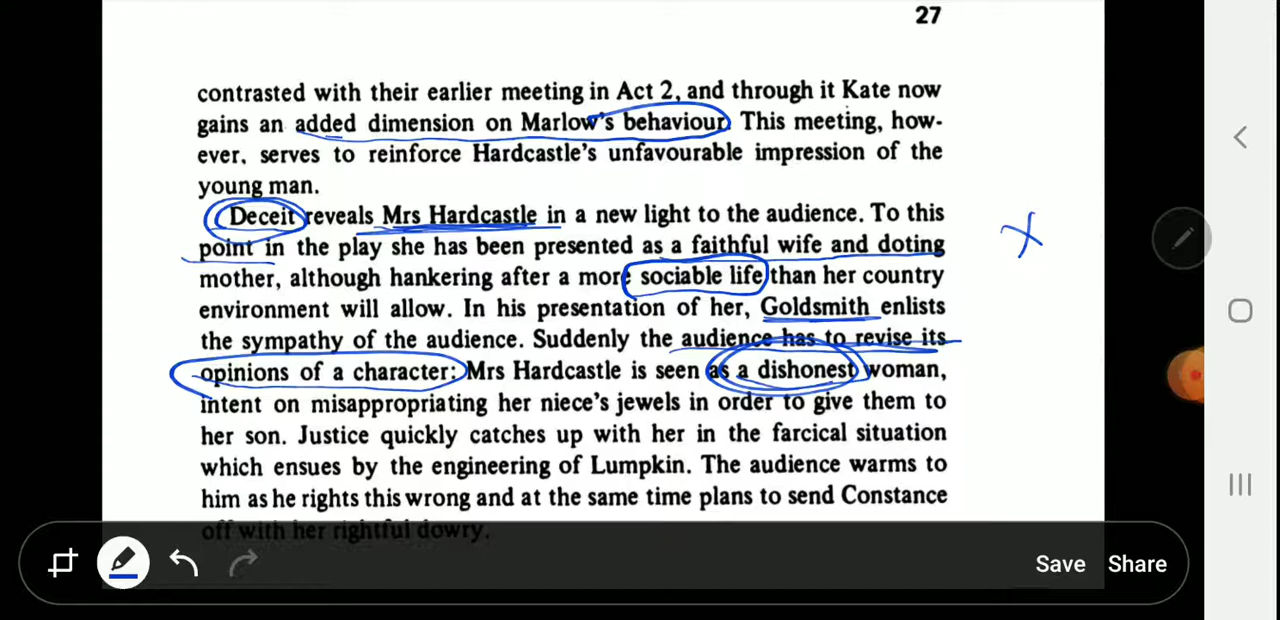 27
contrasted with their earlier meeting in Act 2, and through it Kate now
gains an added dimension on Marlow's behaviour. This meeting, how-
ever, serves to reinforce Hardcastle's unfavourable impression of the
young man.
Deceit reveals Mrs Hardcastle in a new light to the audience. To this
point in the play she has been presented as a faithful wife and doting
mother, although hankering after a more sociable life than her country
environment will allow. In his presentation of her, Goldsmith enlists
the sympathy of the audience. Suddenly the audience has to revise its
opinions of a character: Mrs Hardcastle is seen as a dishonest woman,
intent on misappropriating her niece's jewels in order to give them to
her son. Justice quickly catches up with her in the farcical situation
which ensues by the engineering of Lumpkin. The audience warms to
him as he rights this wrong and at the same time plans to send Constance
off with her rightful dowry.
Save Share